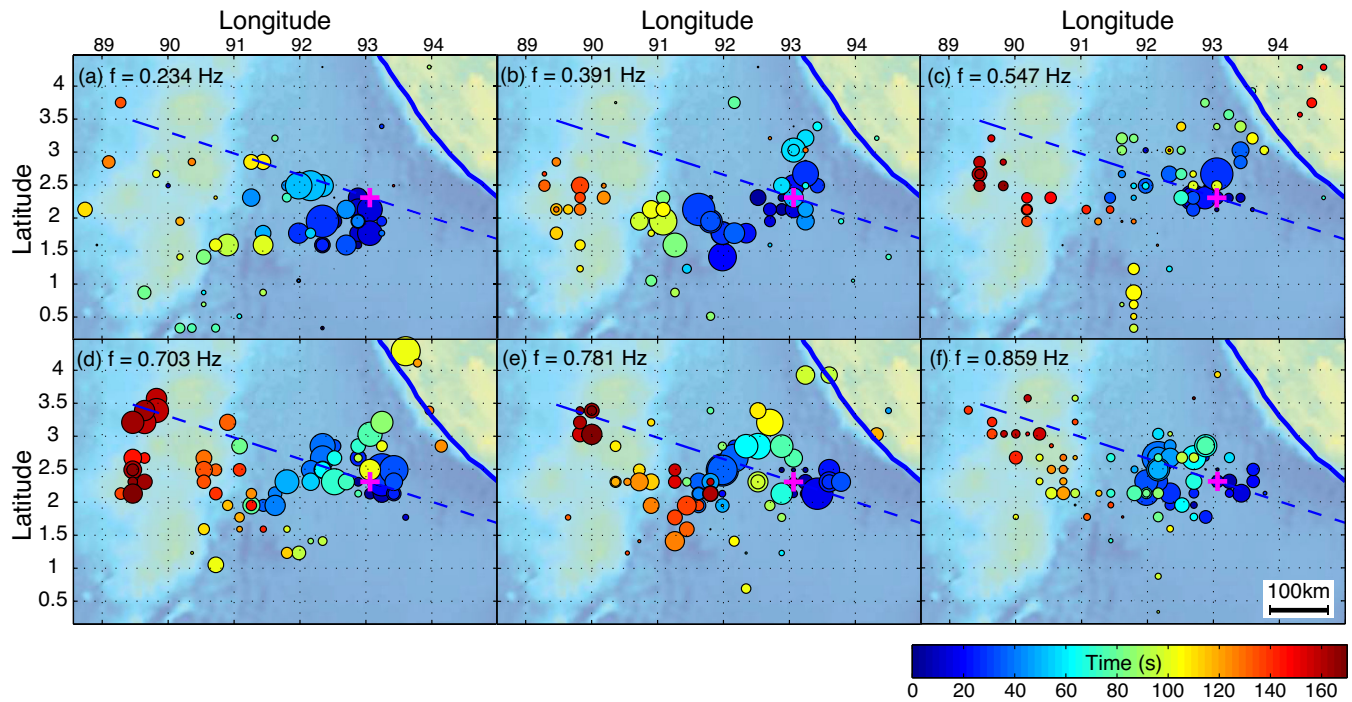 Longitude Longitude Longitude
89 90 91 92 93 94 89 90 91 92 93 94 89 90 91 92 93 94
(a) f = 0.234 Hz (b) f = 0.391 Hz (c) f = 0.547 Hz
Latitude
4
3.5
3
2.5
2
1.5
1
0.5
(d) f = 0.703 Hz (e) f = 0.781 Hz (f) f = 0.859 Hz
Latitude
4
3.5
3
2.5
2
1.5
1
0.5
100km
Time (s)
0 20 40 60 80 100 120 140 160